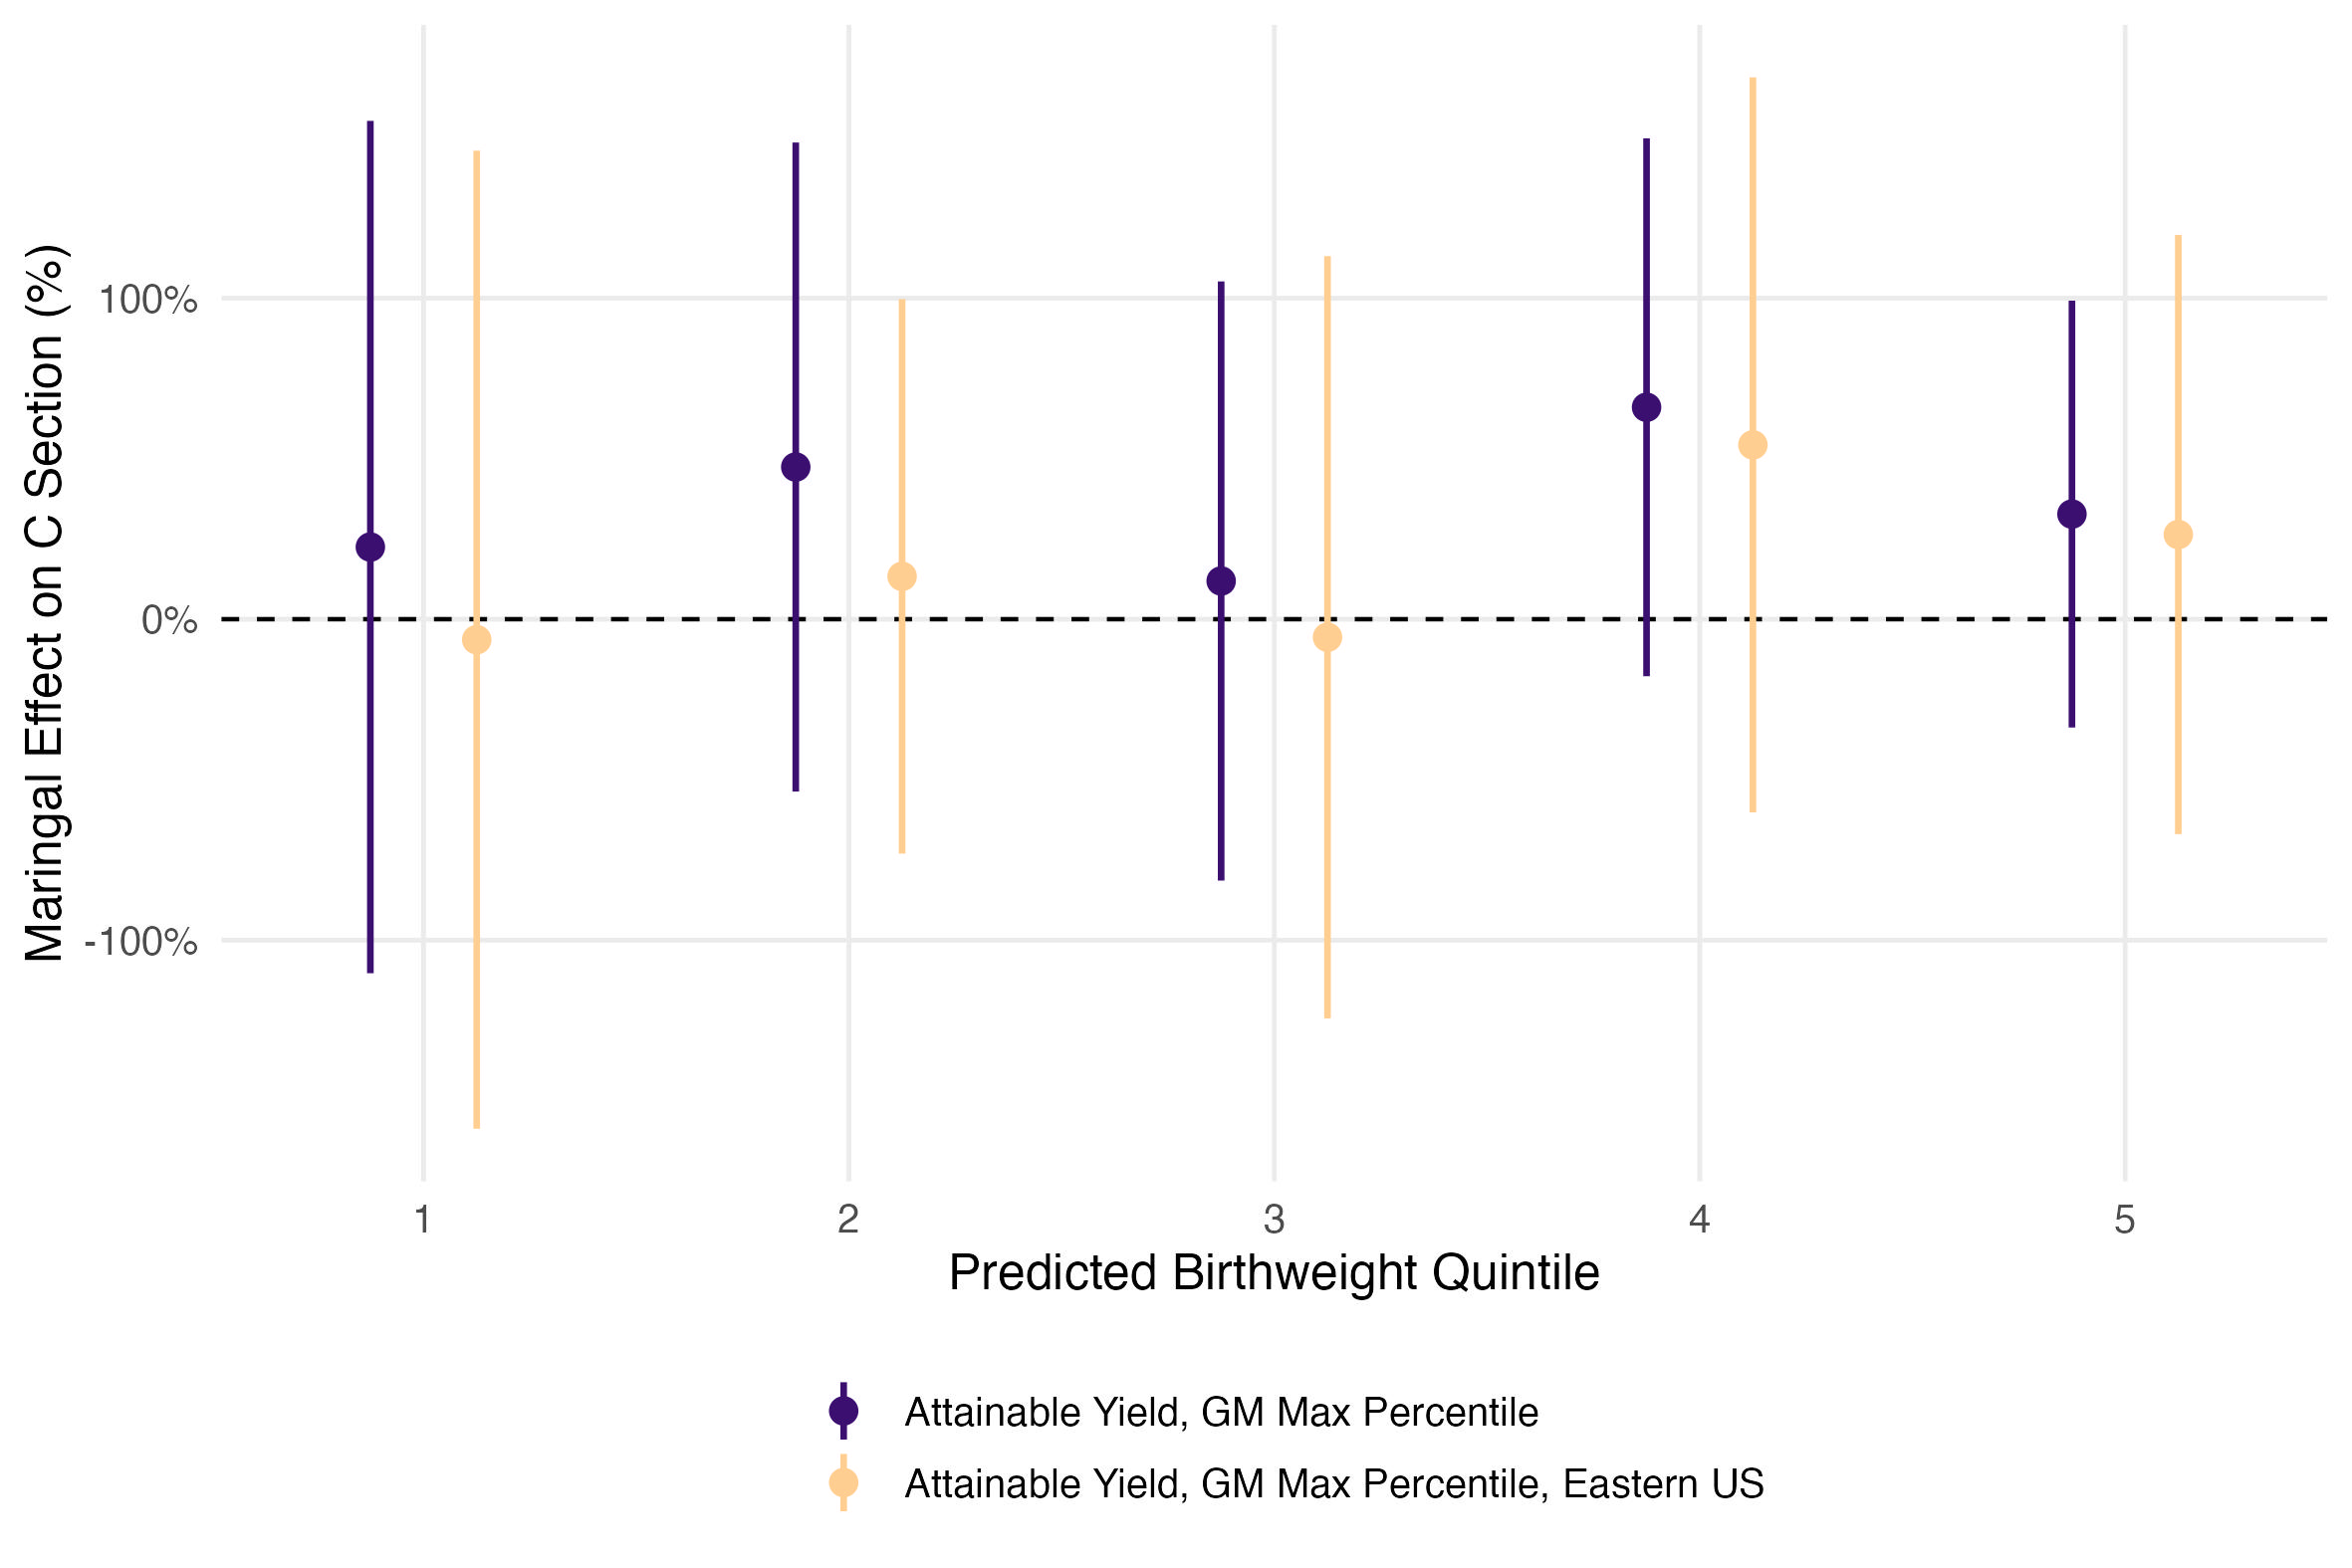 Maringal Effect on C Section (%)
100%
0%
-100%
1 2 3 4 5
Predicted Birthweight Quintile
Attainable Yield, GM Max Percentile
Attainable Yield, GM Max Percentile, Eastern US